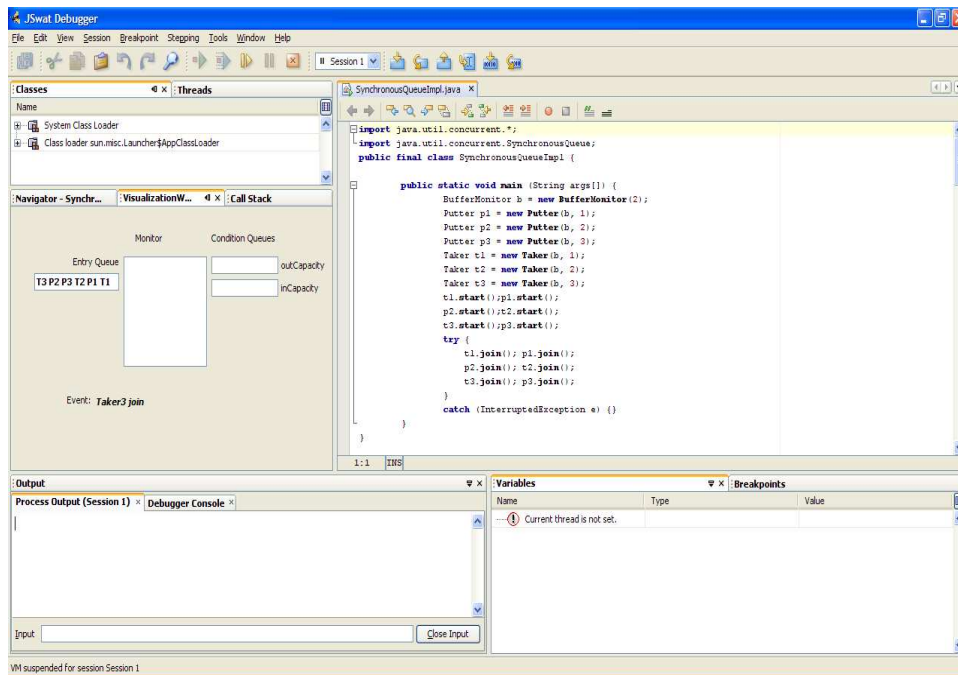 JSwat Debugger
File Edit View Session Breakpoint Stepping Tools Window Help
Session 1
Classes
Threads
Name
System Class Loader
Class loader sun.misc.Launcher$AppClassLoader
Navigator - Synchr...
VisualizationW...
Call Stack
Monitor
Condition Queues
Entry Queue
outCapacity
T3 P2 P3 T2 P1 T1
inCapacity
Event: Taker3 join
SynchronousQueueImpl.java
import java.util.concurrent.*;
import java.util.concurrent.SynchronousQueue;
public final class SynchronousQueueImpl {
public static void main (String args[]) {
BufferMonitor b = new BufferMonitor(2);
Putter p1 = new Putter(b, 1);
Putter p2 = new Putter(b, 2);
Putter p3 = new Putter(b, 3);
Taker t1 = new Taker(b, 1);
Taker t2 = new Taker(b, 2);
Taker t3 = new Taker(b, 3);
t1.start();p1.start();
p2.start();t2.start();
t3.start();p3.start();
try {
t1.join(); p1.join();
p2.join(); t2.join();
t3.join(); p3.join();
}
catch (InterruptedException e) {}
}
}
1:1 INS
Output
Process Output (Session 1)
Debugger Console
Input
Close Input
Variables
Breakpoints
Name Type Value
Current thread is not set.
VM suspended for session Session 1